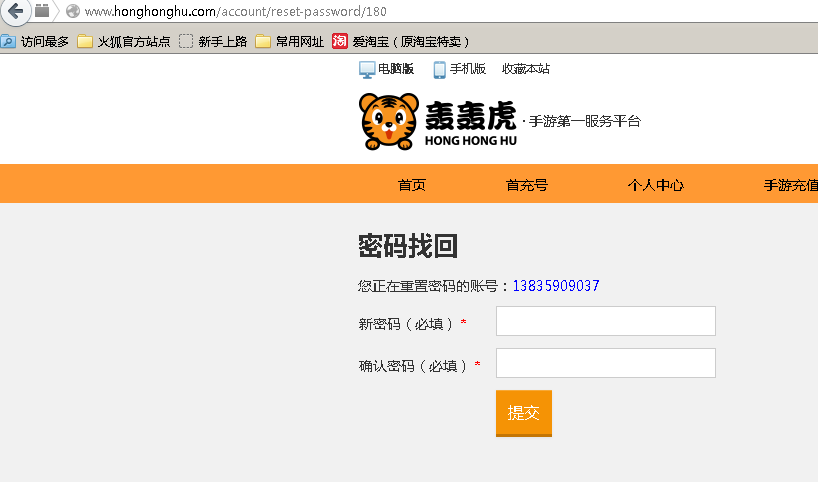 www.honghonghu.com/account/reset-password/180
访问最多 火狐官方站点 新手上路 常用网址 淘 爱淘宝（原淘宝特卖）
电脑版 手机版 收藏本站
轰轰虎 · 手游第一服务平台
HONG HONG HU
首页 首充号 个人中心 手游充值
密码找回
您正在重置密码的账号：13835909037
新密码（必填） *
确认密码（必填） *
提交